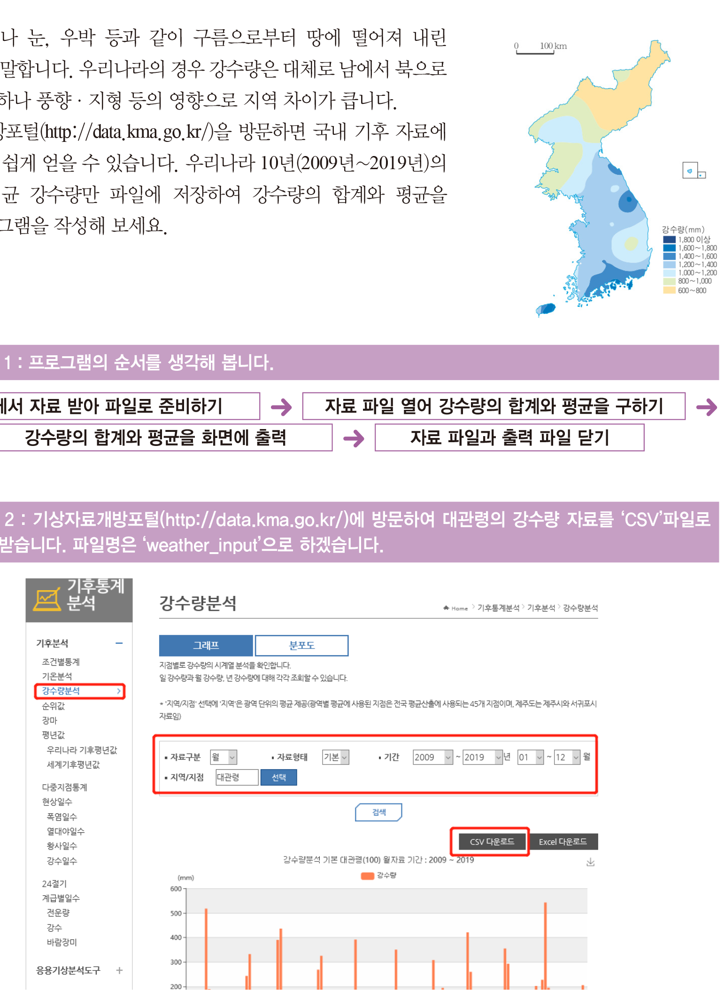 나 눈, 우박 등과 같이 구름으로부터 땅에 떨어져 내린
말합니다. 우리나라의 경우 강수량은 대체로 남에서 북으로
하나 풍향 · 지형 등의 영향으로 지역 차이가 큽니다.
방포털(http://data.kma.go.kr/)을 방문하면 국내 기후 자료에
쉽게 얻을 수 있습니다. 우리나라 10년(2009년~2019년)의
균 강수량만 파일에 저장하여 강수량의 합계와 평균을
그램을 작성해 보세요.
0 100 km
강수량(mm)
1,800 이상
1,600~1,800
1,400~1,600
1,200~1,400
1.000~1,200
800~1,000
600~800
1 : 프로그램의 순서를 생각해 봅니다.
에서 자료 받아 파일로 준비하기 ➔ 자료 파일 열어 강수량의 합계와 평균을 구하기 ➔
강수량의 합계와 평균을 화면에 출력 ➔ 자료 파일과 출력 파일 닫기
2 : 기상자료개방포털(http://data.kma.go.kr/)에 방문하여 대관령의 강수량 자료를 ‘CSV’파일로
받습니다. 파일명은 ‘weather_input’으로 하겠습니다.
기후통계
분석
기후분석
조건별통계
기온분석
강수량분석
순위값
장마
평년값
우리나라 기후평년값
세계기후평년값
다중지점통계
현상일수
폭염일수
열대야일수
황사일수
강수일수
24절기
계급별일수
전운량
강수
바람장미
응용기상분석도구 +
강수량분석
Home > 기후통계분석 > 기후분석 > 강수량분석
그래프 분포도
지점별로 강수량의 시계열 분석을 확인합니다.
일 강수량과 월 강수량, 년 강수량에 대해 각각 조회할 수 있습니다.
* '지역/지점' 선택에 '지역'은 광역 단위의 평균 제공(광역별 평균에 사용된 지점은 전국 평균산출에 사용되는 45개 지점이며, 제주도는 제주시와 서귀포시
자료임)
▪ 자료구분 월 ▪ 자료형태 기본 ▪ 기간 2009 ~ 2019 년 01 ~ 12 월
▪ 지역/지점 대관령 선택
검색
CSV 다운로드 Excel 다운로드
강수량분석 기본 대관령(100) 월자료 기간 : 2009 ~ 2019
강수량
(mm)
600
500
400
300
200